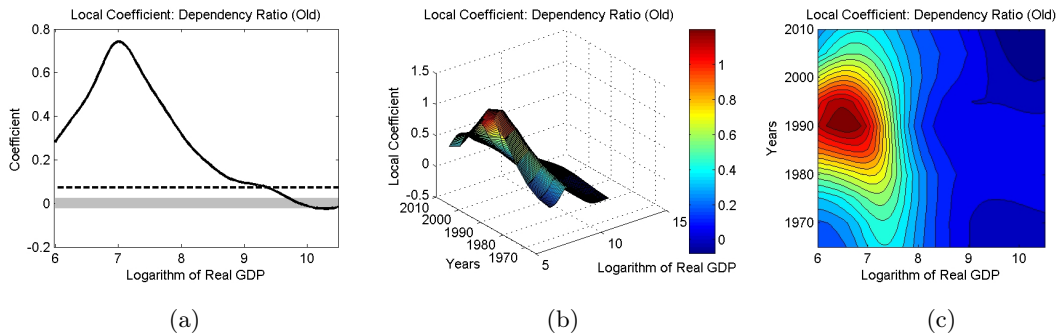 Local Coefficient: Dependency Ratio (Old)
0.8
0.6
0.4
0.2
0
-0.2
Coefficient
6 7 8 9 10
Logarithm of Real GDP
(a)
Local Coefficient: Dependency Ratio (Old)
1.5
1
0.5
0
-0.5
Local Coefficient
2010
2000
1990
1980
1970
Years
5
10
15
Logarithm of Real GDP
1
0.8
0.6
0.4
0.2
0
(b)
Local Coefficient: Dependency Ratio (Old)
2010
2000
1990
1980
1970
Years
6 7 8 9 10
Logarithm of Real GDP
(c)